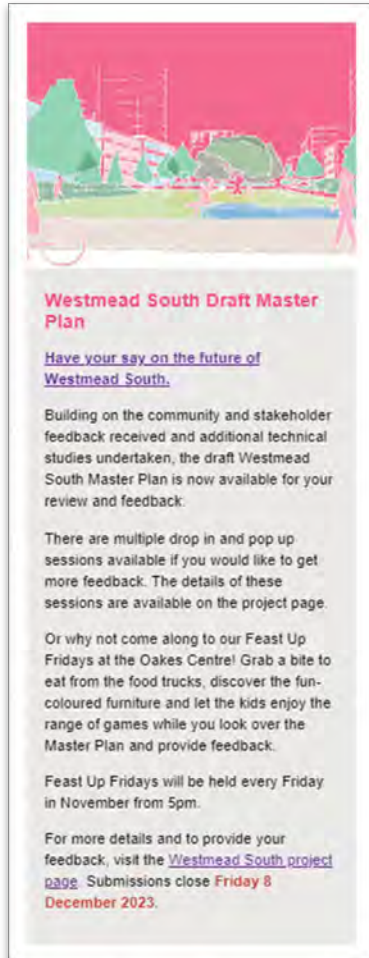 Westmead South Draft Master
Plan
Have your say on the future of
Westmead South.
Building on the community and stakeholder
feedback received and additional technical
studies undertaken, the draft Westmead
South Master Plan is now available for your
review and feedback.
There are multiple drop in and pop up
sessions available if you would like to get
more feedback. The details of these
sessions are available on the project page.
Or why not come along to our Feast Up
Fridays at the Oakes Centre! Grab a bite to
eat from the food trucks, discover the fun-
coloured furniture and let the kids enjoy the
range of games while you look over the
Master Plan and provide feedback.
Feast Up Fridays will be held every Friday
in November from 5pm.
For more details and to provide your
feedback, visit the Westmead South project
page. Submissions close Friday 8
December 2023.